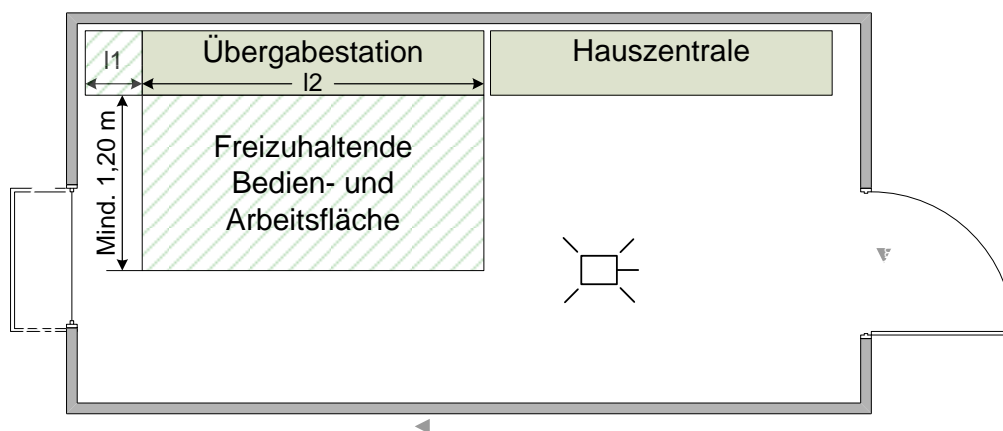 l1
Übergabestation
l2
Hauszentrale
Mind. 1,20 m
Freizuhaltende
Bedien- und
Arbeitsfläche